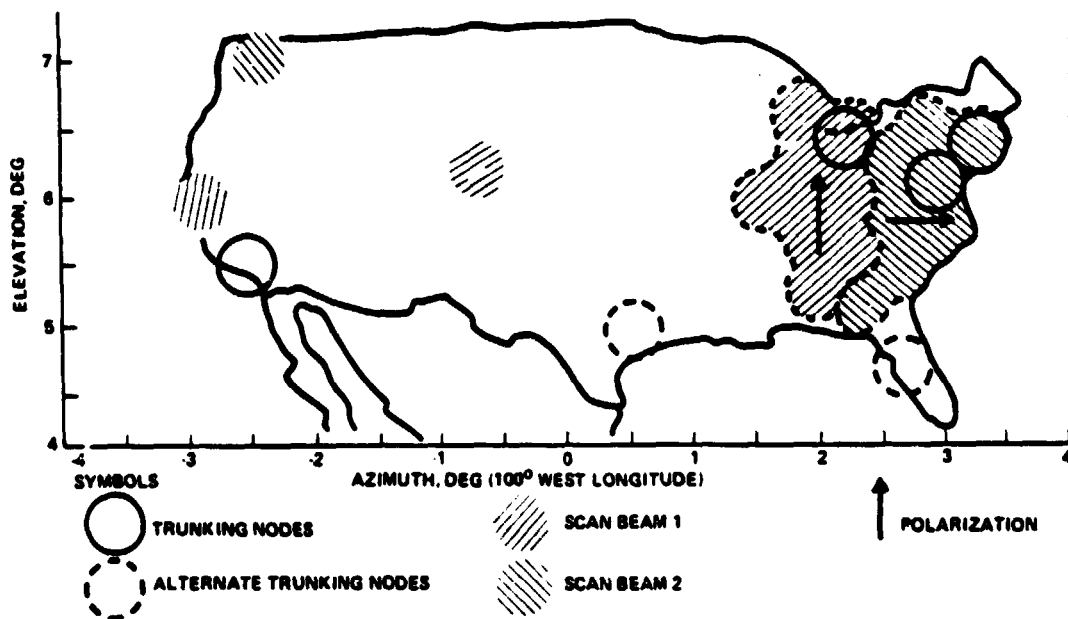 7
6
5
4
ELEVATION, DEG
-4 -3 -2 -1 0 1 2 3 4
AZIMUTH, DEG (100° WEST LONGITUDE)
SYMBOLS
TRUNKING NODES
ALTERNATE TRUNKING NODES
SCAN BEAM 1
SCAN BEAM 2
POLARIZATION